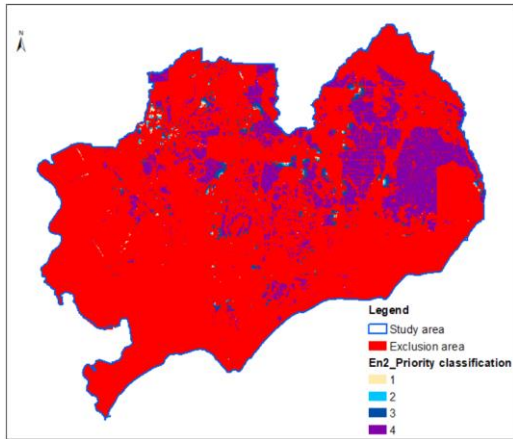 N
Legend
Study area
Exclusion area
En2_Priority classification
1
2
3
4